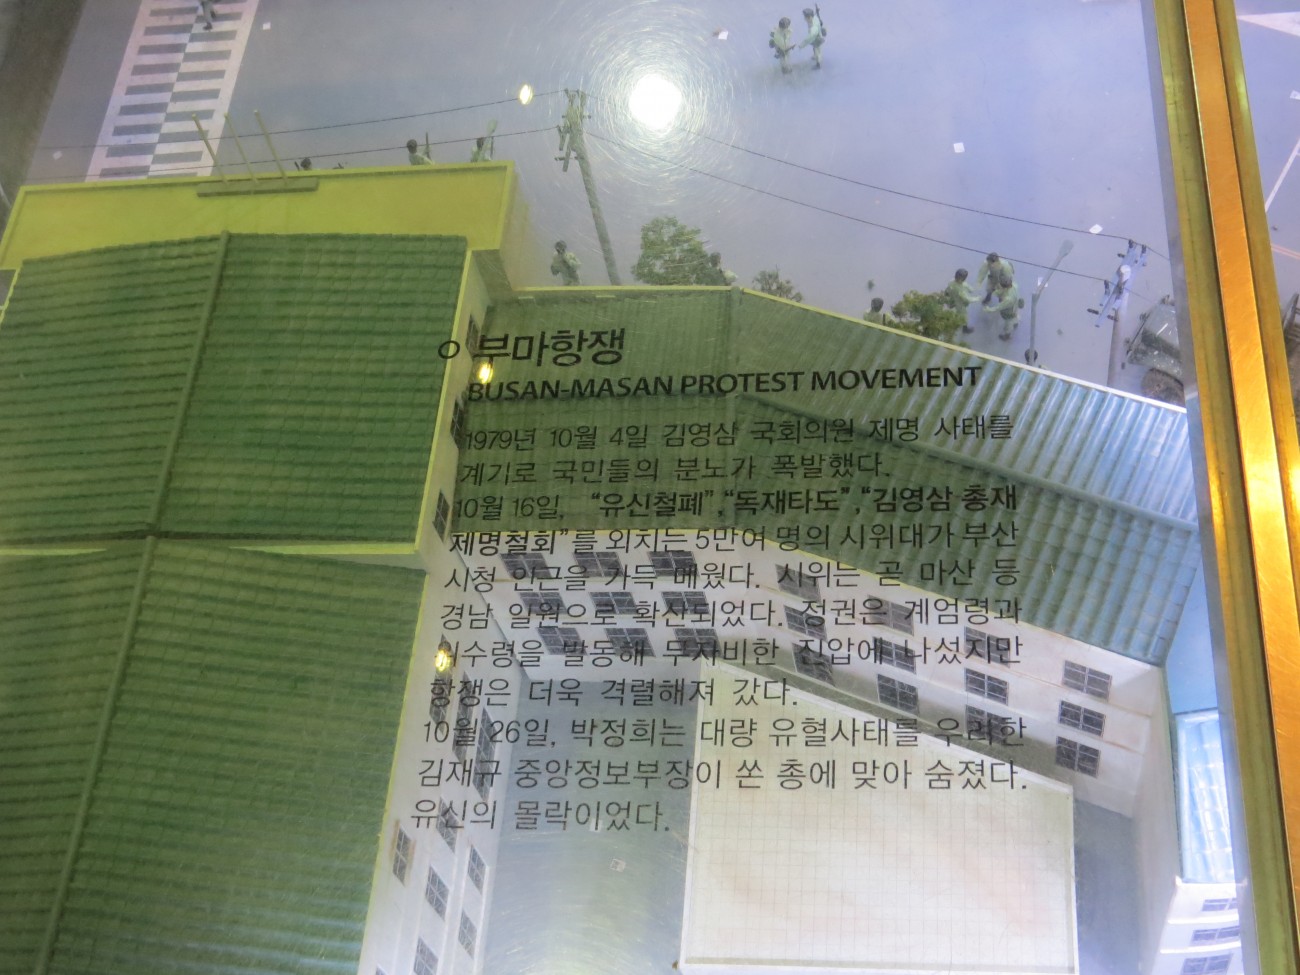 부마항쟁
BUSAN-MASAN PROTEST MOVEMENT
1979년 10월 4일 김영삼 국회의원 제명 사태를
계기로 국민들의 분노가 폭발했다.
10월 16일, “유신철폐”,“독재타도”,“김영삼 총재
제명철회”를 외치는 5만여 명의 시위대가 부산
시청 인근을 가득 메웠다. 시위는 곧 마산 등
경남 일원으로 확산되었다. 정권은 계엄령과
위수령을 발동해 무자비한 진압에 나섰지만
항쟁은 더욱 격렬해져 갔다.
10월 26일, 박정희는 대량 유혈사태를 우려한
김재규 중앙정보부장이 쏜 총에 맞아 숨졌다.
유신의 몰락이었다.